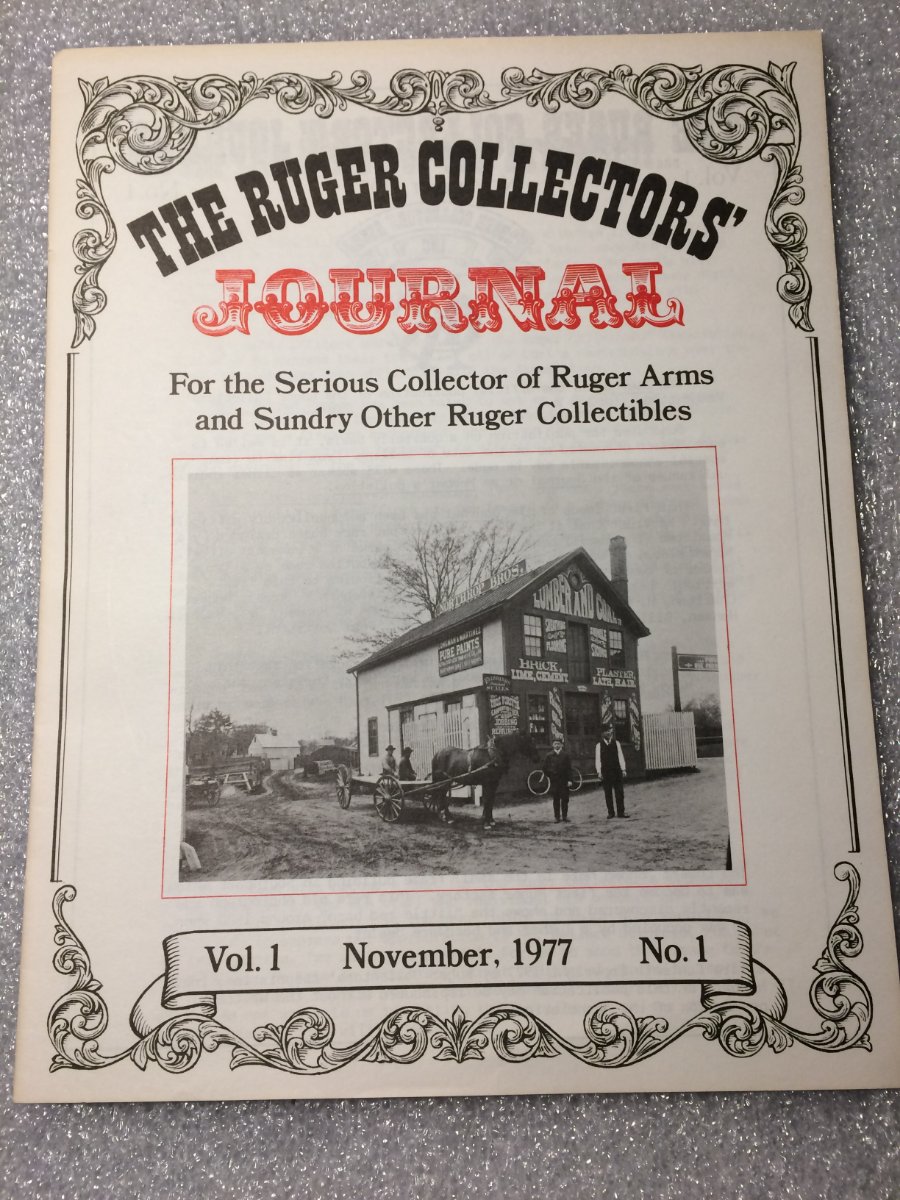 THE RUGER COLLECTORS'
JOURNAL
For the Serious Collector of Ruger Arms
and Sundry Other Ruger Collectibles
BROS.
LUMBER AND COAL
PURE PAINTS
BRICK,
LIME, CEMENT.
PLASTER,
LATH, HAIR.
JOBBING
Vol. 1 November, 1977 No. 1